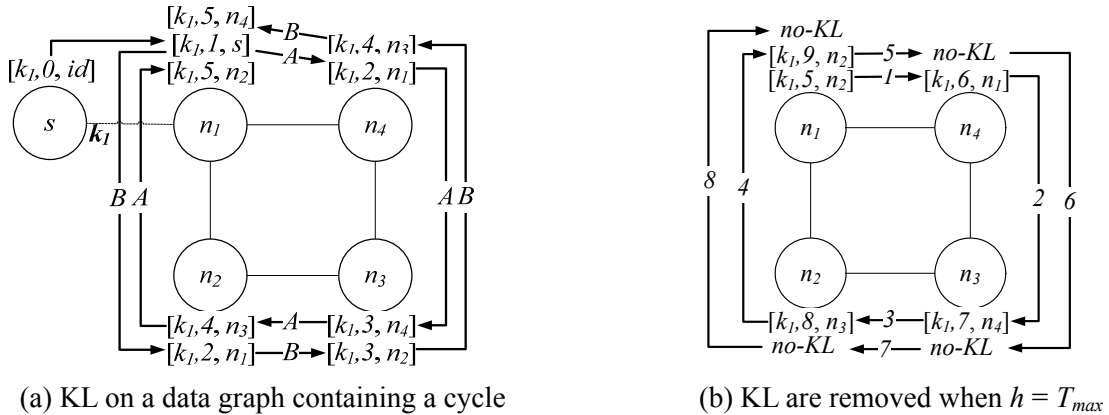 [k1,5, n4]
B
[k1,4, n3]
[k1,1, s]
A
[k1,0, id]
[k1,5, n2]
[k1,2, n1]
s
k1
n1
n4
B A
A B
n2
n3
[k1,4, n3]
A
[k1,3, n4]
[k1,2, n1]
B
[k1,3, n2]
(a) KL on a data graph containing a cycle
no-KL
[k1,9, n2]
5
no-KL
[k1,5, n2]
1
[k1,6, n1]
n1
n4
8
4
2
6
n2
n3
[k1,8, n3]
3
[k1,7, n4]
no-KL
7
no-KL
(b) KL are removed when h = Tmax